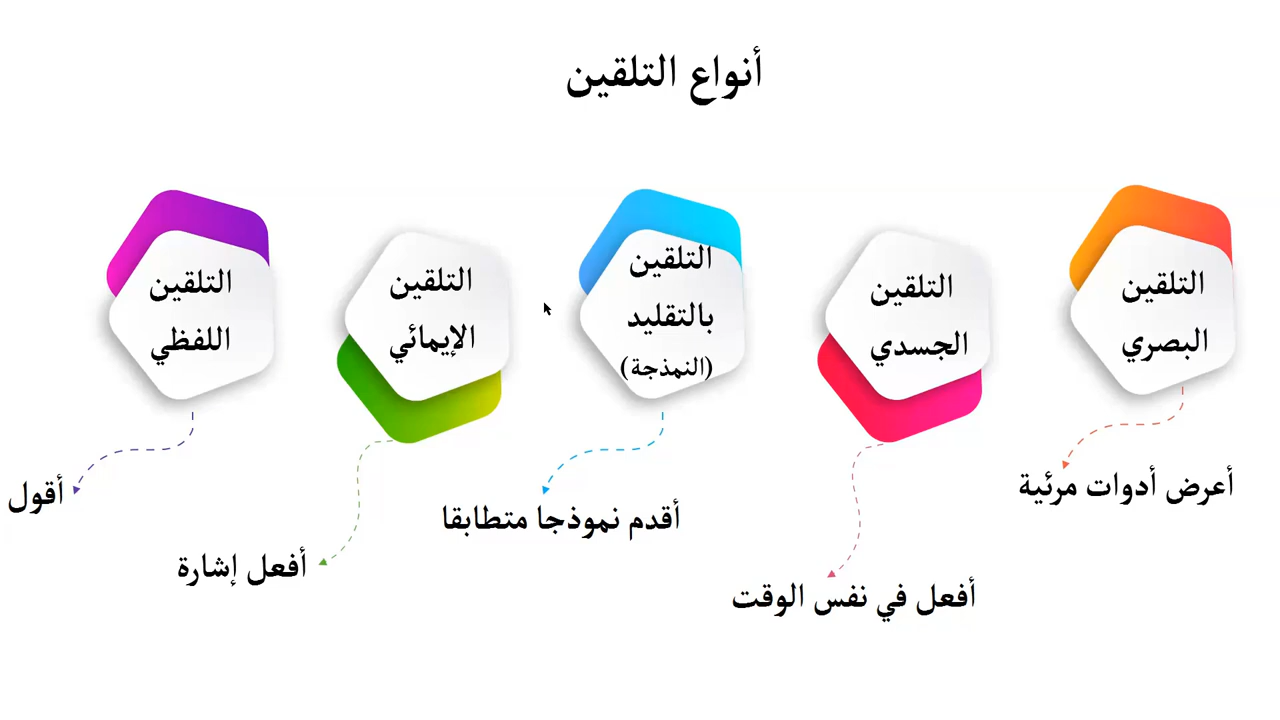 أنواع التلقين
التلقين
البصري
أعرض أدوات مرئية
التلقين
الجسدي
أفعل في نفس الوقت
التلقين
بالتقليد
(النمذجة)
أقدم نموذجا متطابقا
التلقين
الإيمائي
أفعل إشارة
التلقين
اللفظي
أقول